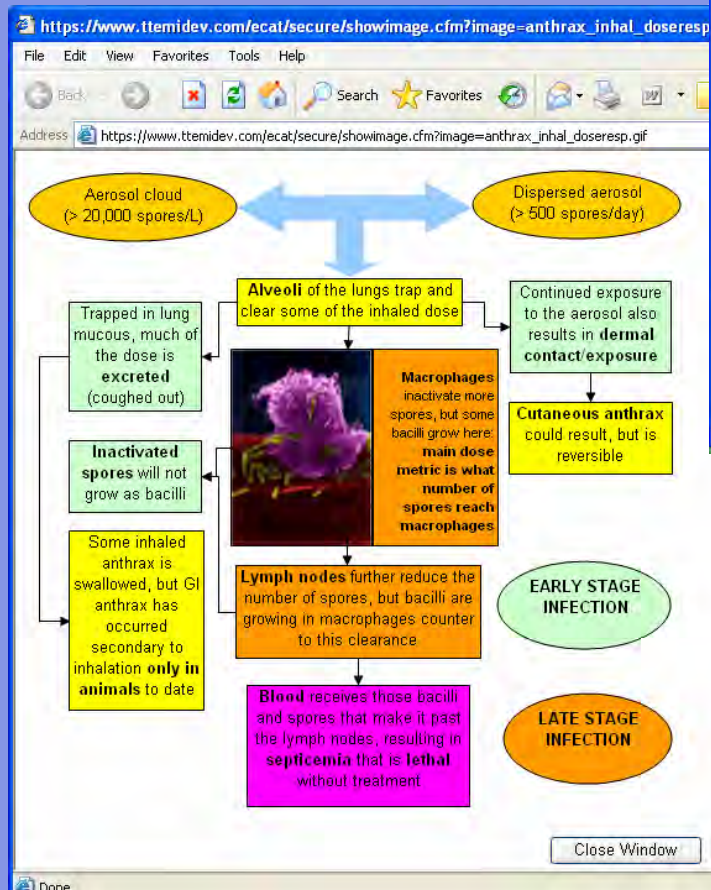 https://www.ttemidev.com/ecat/secure/showimage.cfm?image=anthrax_inhal_doseresp
File Edit View Favorites Tools Help
Back Search Favorites
Address https://www.ttemidev.com/ecat/secure/showimage.cfm?image=anthrax_inhal_doseresp.gif
Aerosol cloud
(> 20,000 spores/L)
Dispersed aerosol
(> 500 spores/day)
Alveoli of the lungs trap and
clear some of the inhaled dose
Trapped in lung
mucous, much of
the dose is
excreted
(coughed out)
Continued exposure
to the aerosol also
results in dermal
contact/exposure
Macrophages
inactivate more
spores, but some
bacilli grow here:
main dose
metric is what
number of
spores reach
macrophages
Cutaneous anthrax
could result, but is
reversible
Inactivated
spores will not
grow as bacilli
Some inhaled
anthrax is
swallowed, but GI
anthrax has
occurred
secondary to
inhalation only in
animals to date
Lymph nodes further reduce the
number of spores, but bacilli are
growing in macrophages counter
to this clearance
EARLY STAGE
INFECTION
Blood receives those bacilli
and spores that make it past
the lymph nodes, resulting in
septicemia that is lethal
without treatment
LATE STAGE
INFECTION
Close Window
Done